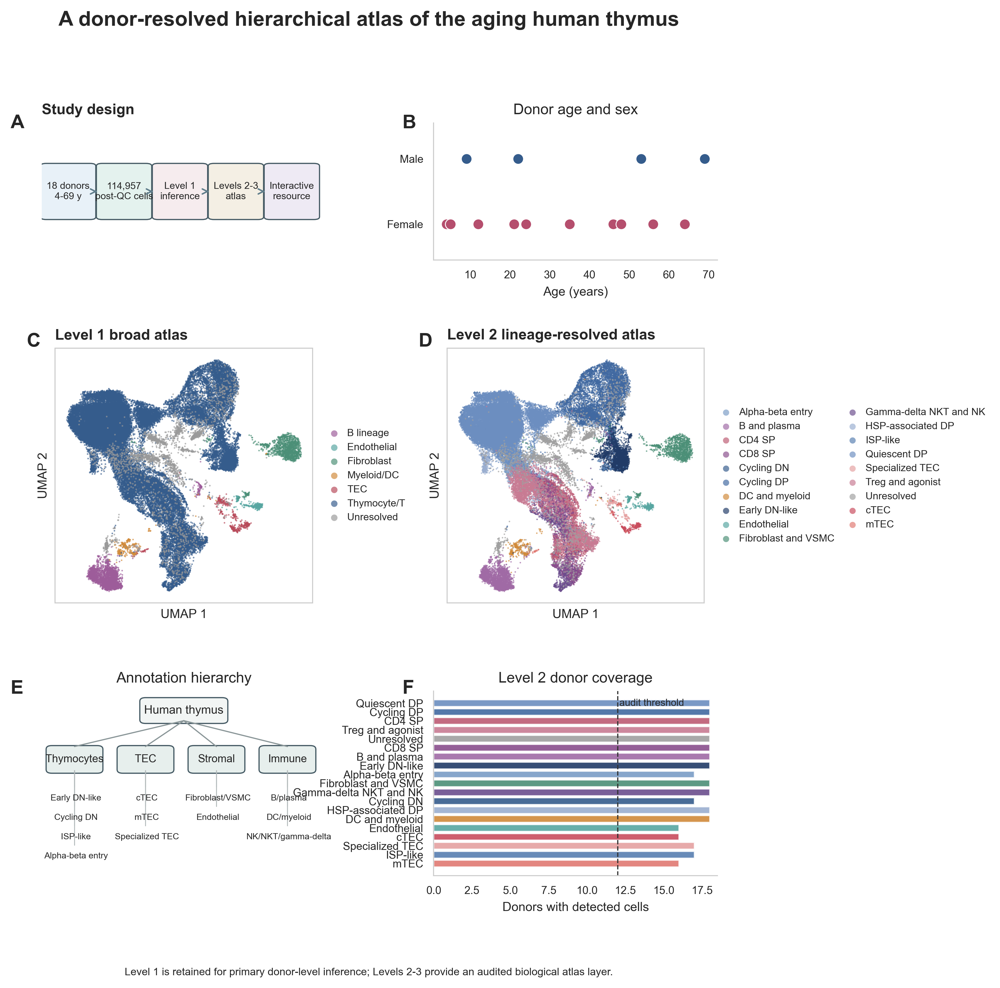 A donor-resolved hierarchical atlas of the aging human thymus
A
Study design
18 donors
4-69 y
114,957
post-QC cells
Level 1
inference
Levels 2-3
atlas
Interactive
resource
B
Donor age and sex
Male
Female
10 20 30 40 50 60 70
Age (years)
C
Level 1 broad atlas
UMAP 2
UMAP 1
B lineage
Endothelial
Fibroblast
Myeloid/DC
TEC
Thymocyte/T
Unresolved
D
Level 2 lineage-resolved atlas
UMAP 2
UMAP 1
Alpha-beta entry
B and plasma
CD4 SP
CD8 SP
Cycling DN
Cycling DP
DC and myeloid
Early DN-like
Endothelial
Fibroblast and VSMC
Gamma-delta NKT and NK
HSP-associated DP
ISP-like
Quiescent DP
Specialized TEC
Treg and agonist
Unresolved
cTEC
mTEC
E
Annotation hierarchy
Human thymus
Thymocytes
TEC
Stromal
Immune
Early DN-like
Cycling DN
ISP-like
Alpha-beta entry
cTEC
mTEC
Specialized TEC
Fibroblast/VSMC
Endothelial
B/plasma
DC/myeloid
NK/NKT/gamma-delta
F
Level 2 donor coverage
audit threshold
Quiescent DP
Cycling DP
CD4 SP
Treg and agonist
Unresolved
CD8 SP
B and plasma
Early DN-like
Alpha-beta entry
Fibroblast and VSMC
Gamma-delta NKT and NK
Cycling DN
HSP-associated DP
DC and myeloid
Endothelial
cTEC
Specialized TEC
ISP-like
mTEC
0.0 2.5 5.0 7.5 10.0 12.5 15.0 17.5
Donors with detected cells
Level 1 is retained for primary donor-level inference; Levels 2-3 provide an audited biological atlas layer.